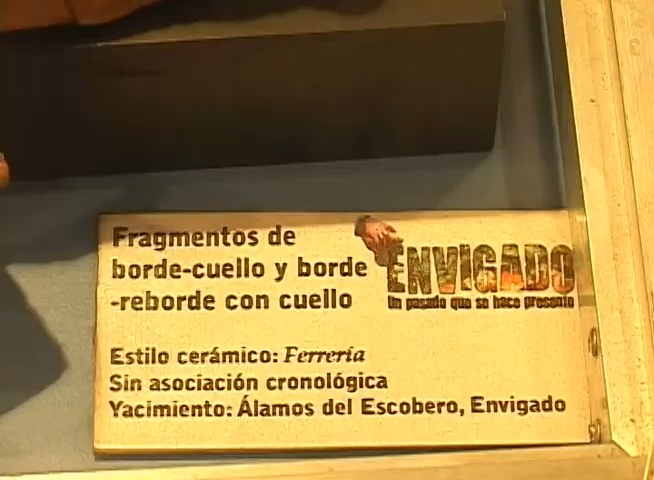 Fragmentos de
borde-cuello y borde
-reborde con cuello
ENVIGADO
Un pasado que se hace presente
Estilo cerámico: Ferrería
Sin asociación cronológica
Yacimiento: Álamos del Escobero, Envigado